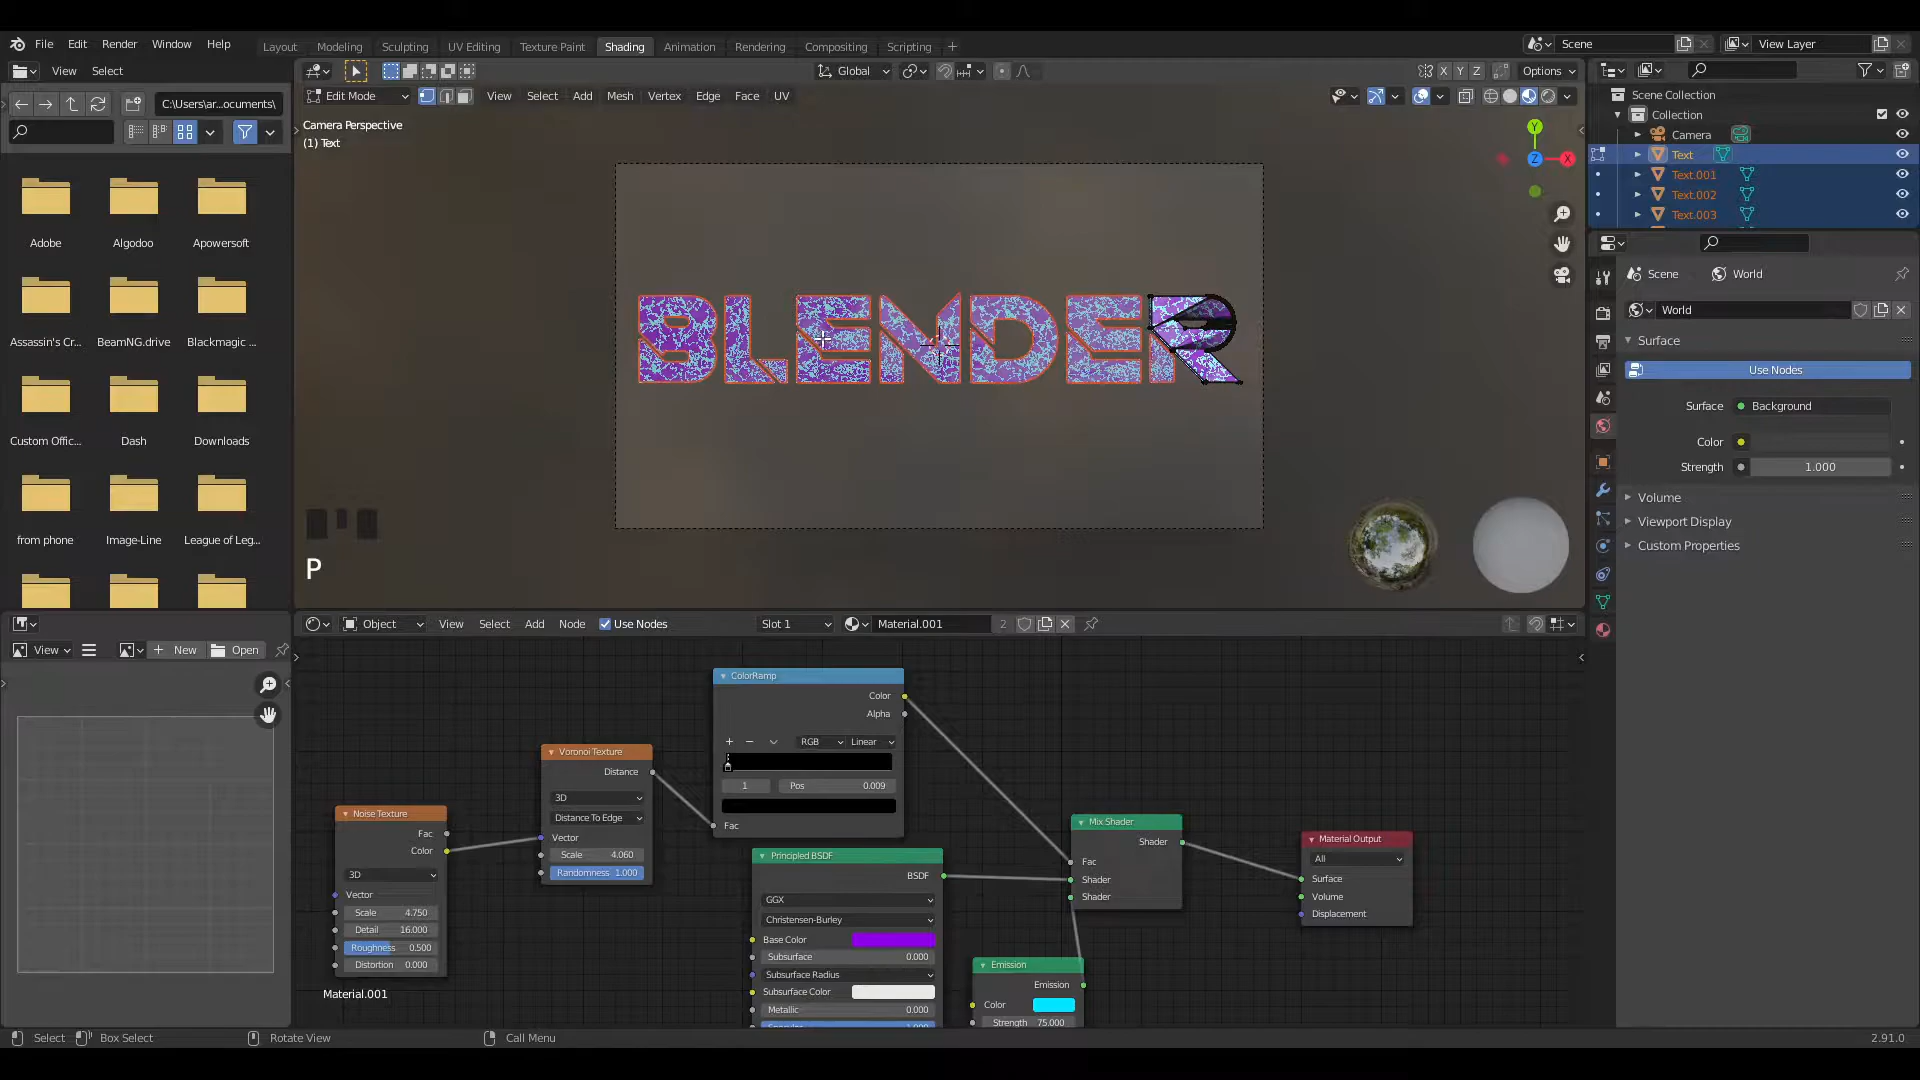 File Edit Render Window Help
Layout Modeling Sculpting UV Editing Texture Paint Shading Animation Rendering Compositing Scripting +
Scene
View Layer
View Select
Global
X Y Z
Options
C:\Users\ar...ocuments\
Edit Mode
View Select Add Mesh Vertex Edge Face UV
Camera Perspective
(1) Text
Y
Z
X
Scene Collection
Collection
Camera
Text
Text.001
Text.002
Text.003
Adobe
Algodoo
Apowersoft
Assassin's Cr...
BeamNG.drive
Blackmagic ...
Custom Offic...
Dash
Downloads
from phone
Image-Line
League of Leg...
BLENDER
P
Scene
World
World
Surface
Use Nodes
Surface
Background
Color
Strength
1.000
Volume
Viewport Display
Custom Properties
View
New
Open
Object
View Select Add Node Use Nodes
Slot 1
Material.001
2
ColorRamp
Color
Alpha
RGB
Linear
1
Pos
0.009
Fac
Voronoi Texture
Distance
3D
Distance To Edge
Vector
Scale 4.060
Randomness 1.000
Noise Texture
Fac
Color
3D
Vector
Scale 4.750
Detail 16.000
Roughness 0.500
Distortion 0.000
Principled BSDF
BSDF
GGX
Christensen-Burley
Base Color
Subsurface 0.000
Subsurface Radius
Subsurface Color
Metallic 0.000
Mix Shader
Shader
Fac
Shader
Shader
Emission
Emission
Color
Strength 75.000
Material Output
All
Surface
Volume
Displacement
Material.001
Select
Box Select
Rotate View
Call Menu
2.91.0